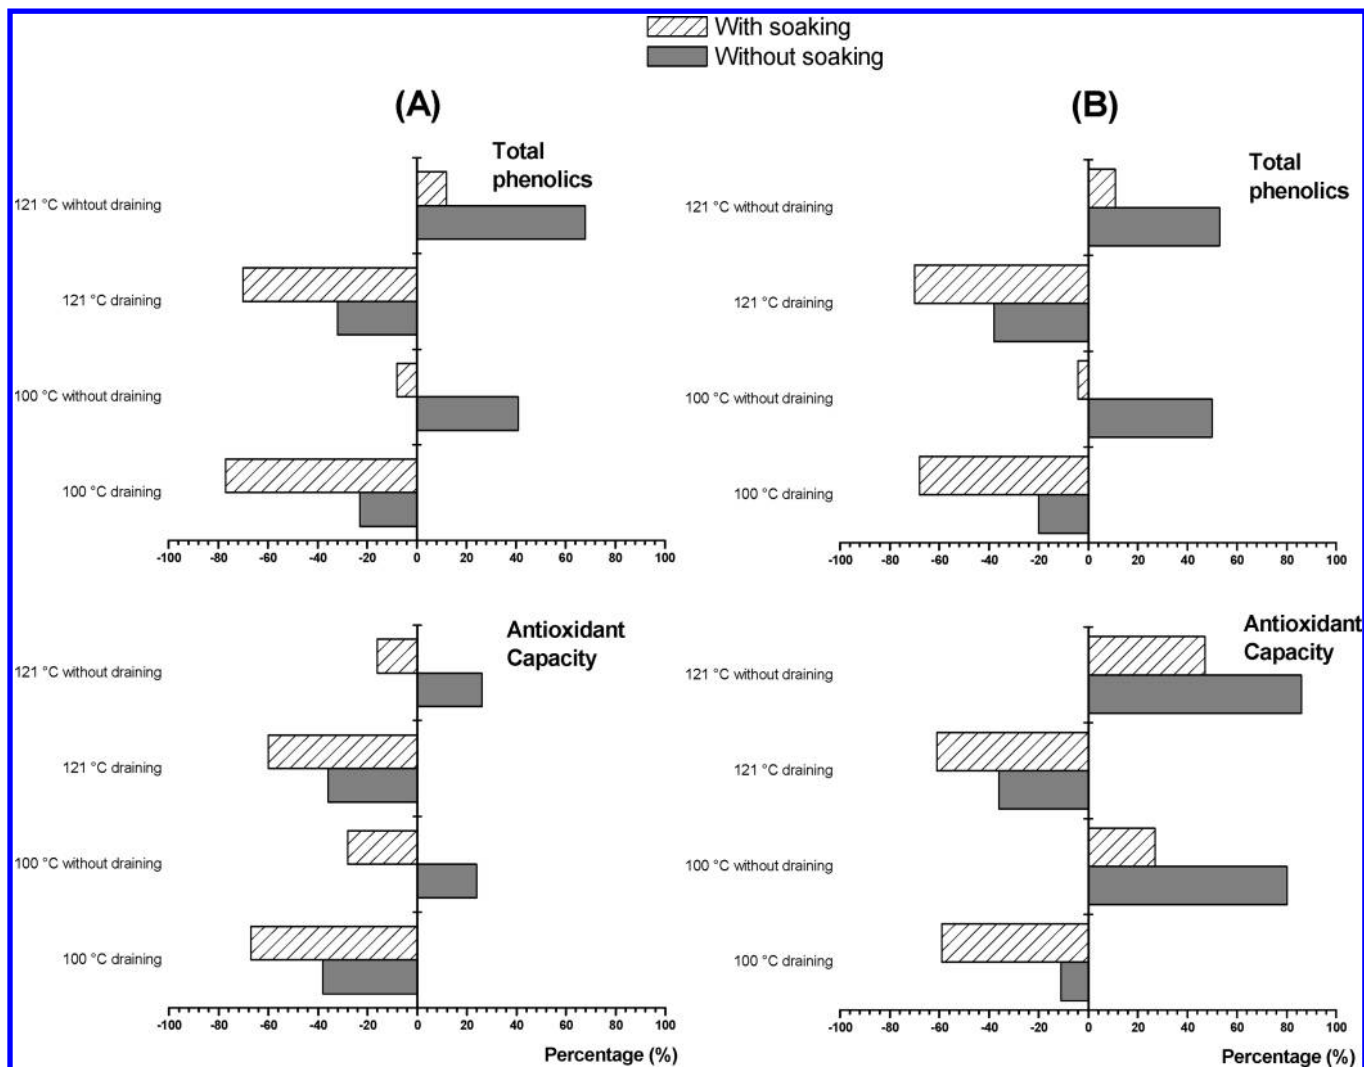 With soaking
Without soaking
(A)
(B)
Total
phenolics
121 °C wihtout draining
121 °C draining
100 °C without draining
100 °C draining
-100 -80 -60 -40 -20 0 20 40 60 80 100
Total
phenolics
121 °C without draining
121 °C draining
100 °C without draining
100 °C draining
-100 -80 -60 -40 -20 0 20 40 60 80 100
Antioxidant
Capacity
121 °C without draining
121 °C draining
100 °C without draining
100 °C draining
-100 -80 -60 -40 -20 0 20 40 60 80 100
Percentage (%)
Antioxidant
Capacity
121 °C without draining
121 °C draining
100 °C without draining
100 °C draining
-100 -80 -60 -40 -20 0 20 40 60 80 100
Percentage (%)